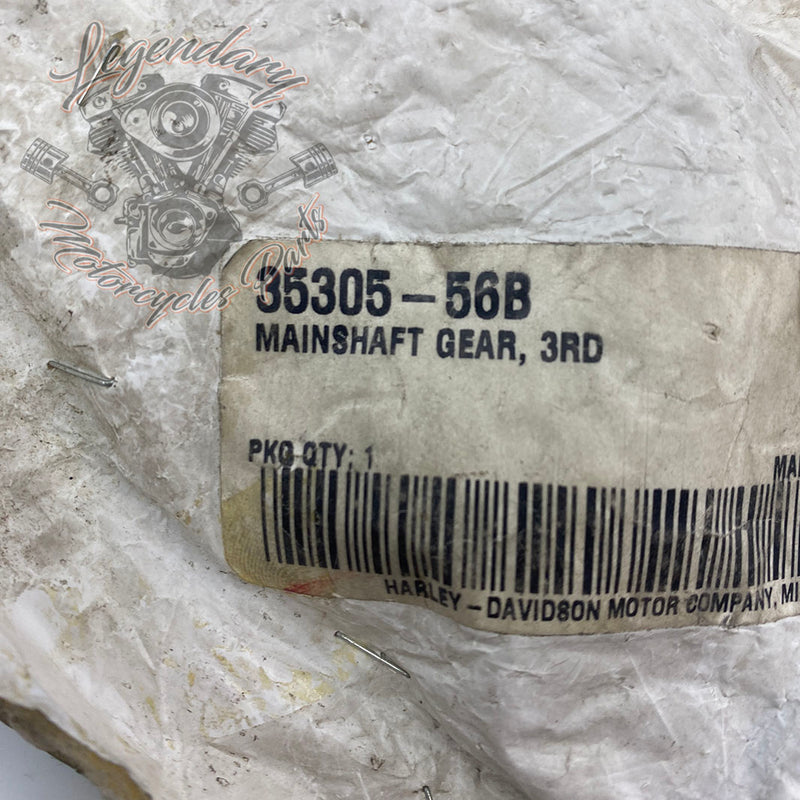 Legendary
Motorcycles Parts
35305-56B
MAINSHAFT GEAR, 3RD
PKG QTY: 1
HARLEY-DAVIDSON MOTOR COMPANY,